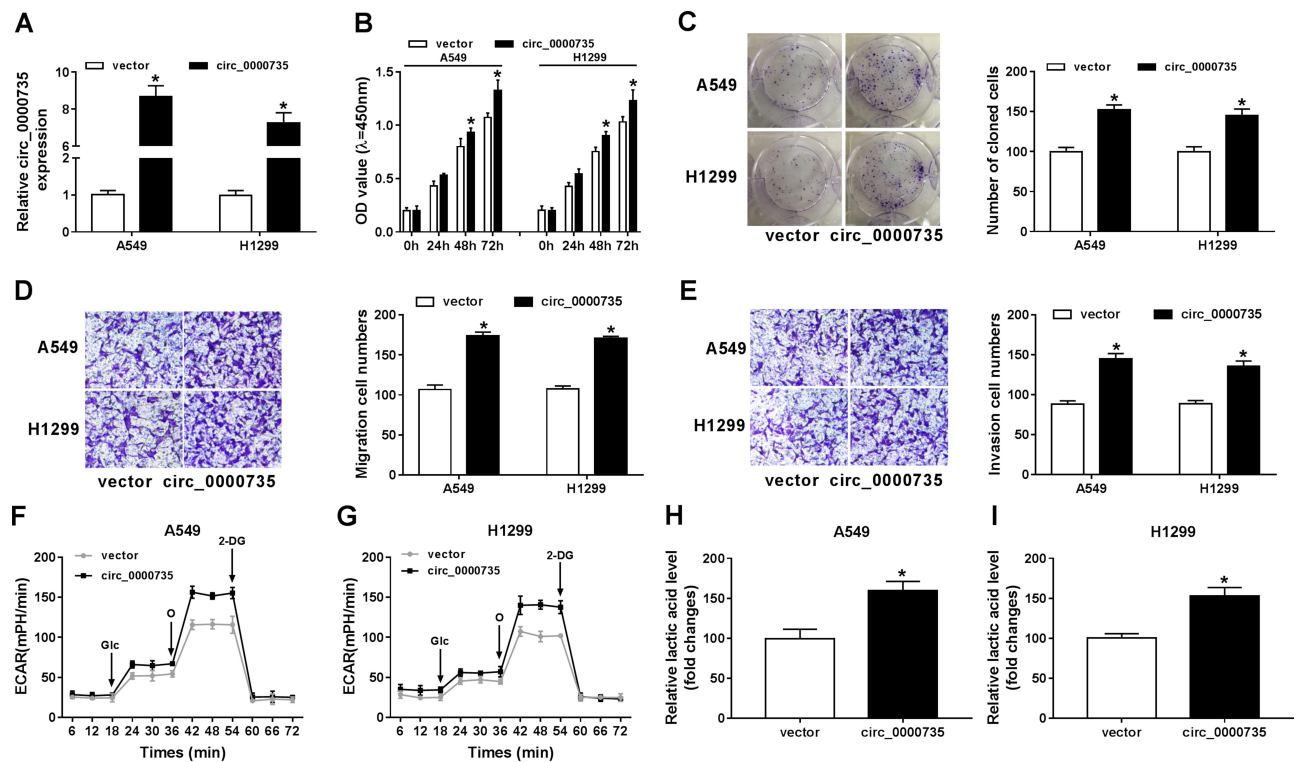 A
vector circ_0000735
Relative circ_0000735
expression
10
8
6
2
1
0
A549 H1299
B
vector circ_0000735
A549 H1299
OD value (λ=450nm)
1.5
1.0
0.5
0.0
0h 24h 48h 72h 0h 24h 48h 72h
* * * *
C
A549
H1299
vector circ_0000735
vector circ_0000735
Number of cloned cells
200
150
100
50
0
* *
A549 H1299
D
A549
H1299
vector circ_0000735
vector circ_0000735
Migration cell numbers
200
150
100
50
0
* *
A549 H1299
E
A549
H1299
vector circ_0000735
vector circ_0000735
Invasion cell numbers
200
150
100
50
0
* *
A549 H1299
F
A549
vector
circ_0000735
ECAR(mPH/min)
200
150
100
50
0
Glc
O
2-DG
6 12 18 24 30 36 42 48 54 60 66 72
Times (min)
G
H1299
vector
circ_0000735
ECAR(mPH/min)
200
150
100
50
0
Glc
O
2-DG
6 12 18 24 30 36 42 48 54 60 66 72
Times (min)
H
A549
Relative lactic acid level
(fold changes)
200
150
100
50
0
*
vector circ_0000735
I
H1299
Relative lactic acid level
(fold changes)
200
150
100
50
0
*
vector circ_0000735